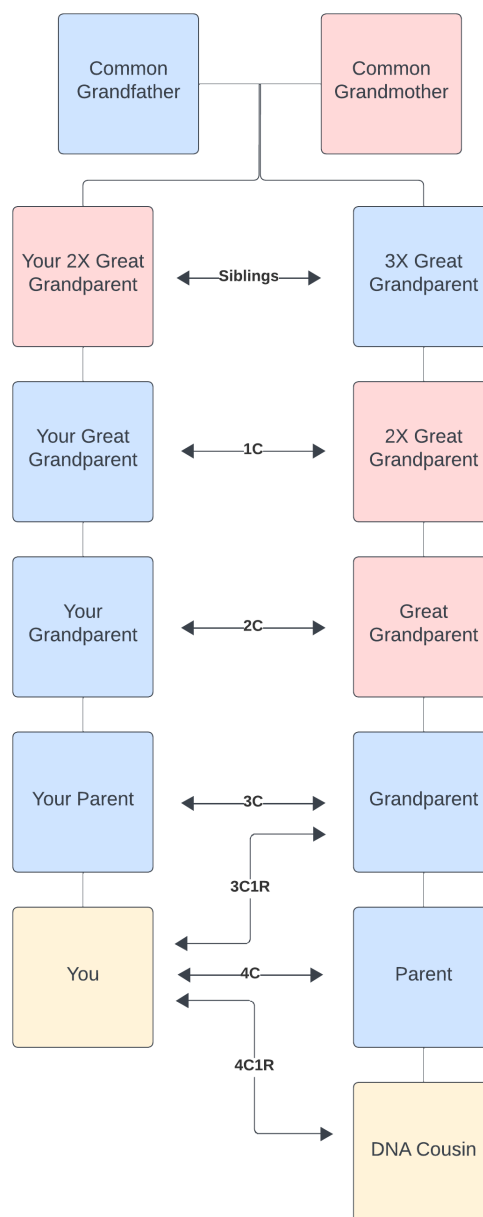 Common
Grandfather
Common
Grandmother
Your 2X Great
Grandparent
Siblings
3X Great
Grandparent
Your Great
Grandparent
1C
2X Great
Grandparent
Your
Grandparent
2C
Great
Grandparent
Your Parent
3C
Grandparent
3C1R
You
4C
Parent
4C1R
DNA Cousin